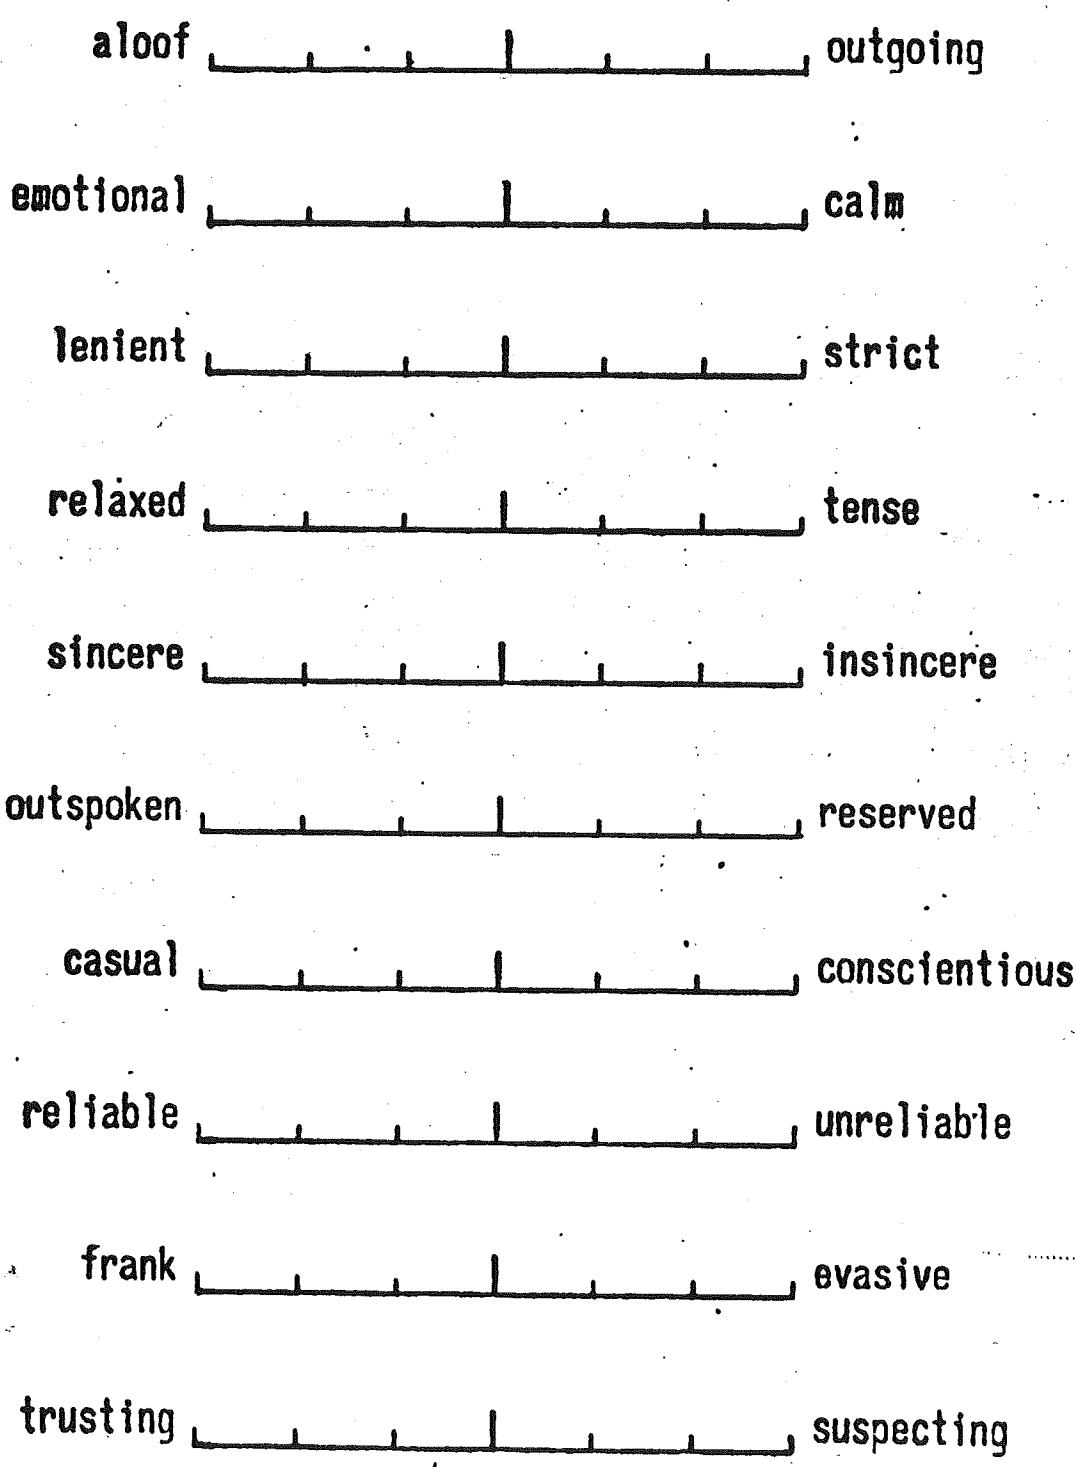 aloof outgoing
emotional calm
lenient strict
relaxed tense
sincere insincere
outspoken reserved
casual conscientious
reliable unreliable
frank evasive
trusting suspecting